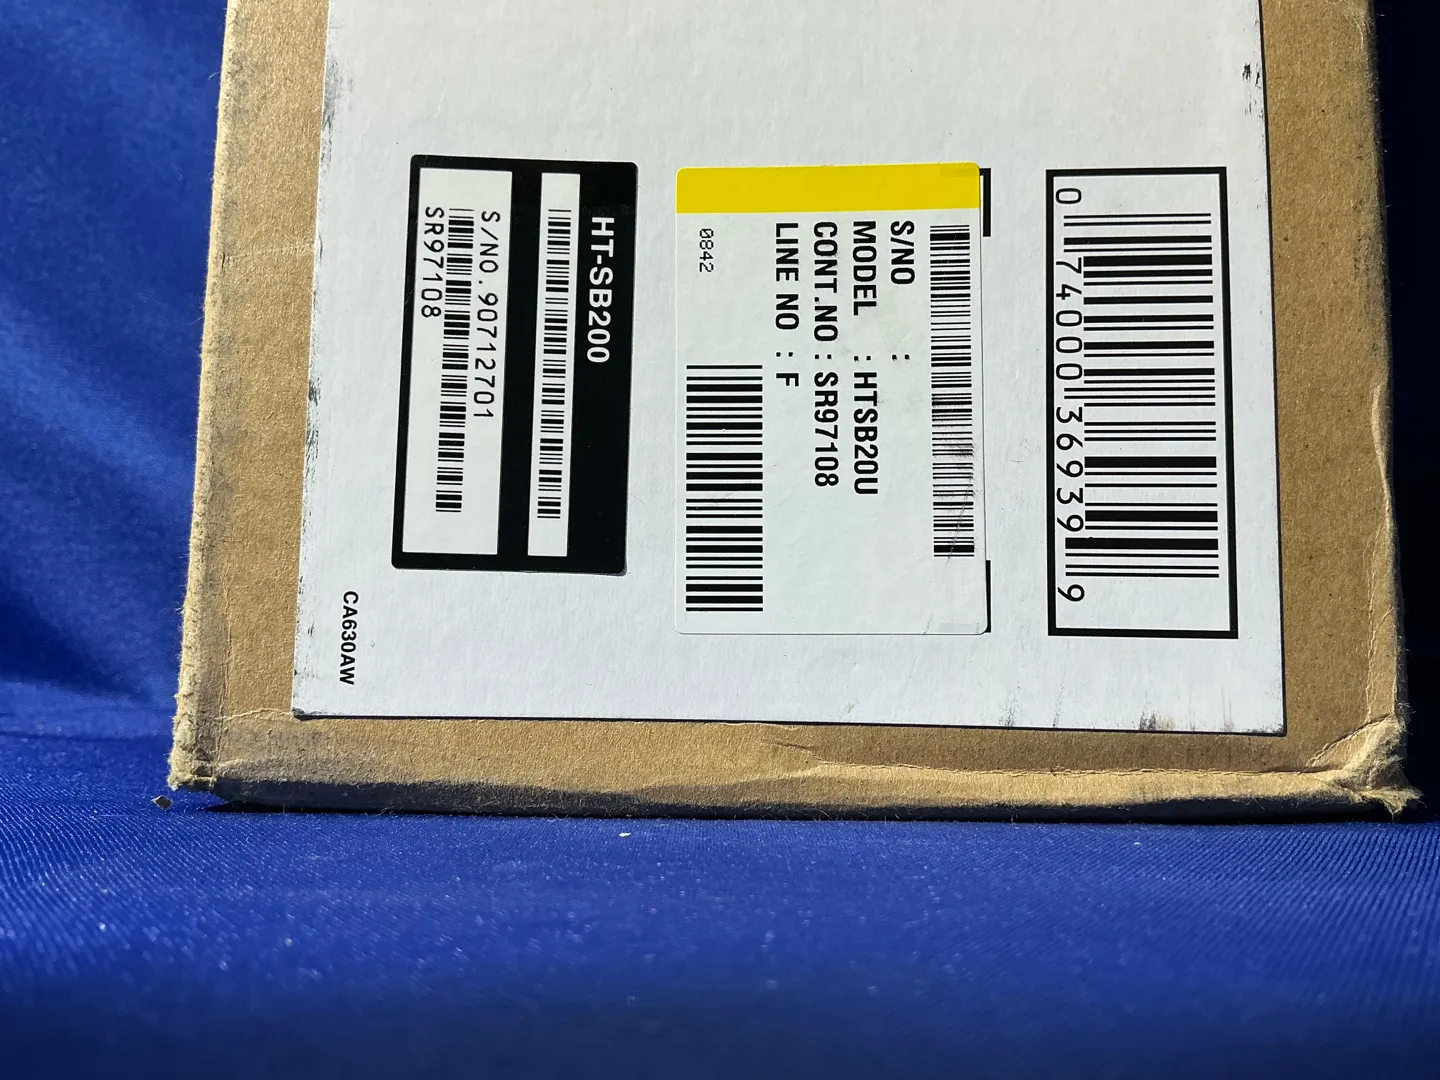 HT-SB200
S/NO.90712701
SR97108
S/NO :
MODEL : HTSB20U
CONT.NO : SR97108
LINE NO : F
0842
0 74000 36939 9
CA630AW